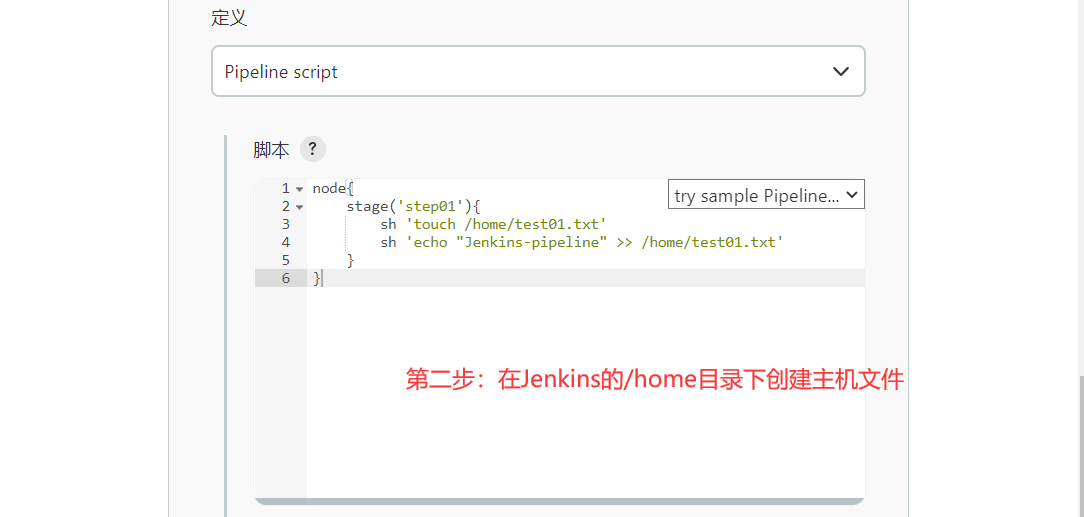 定义
Pipeline script
脚本 ?
try sample Pipeline...
1 node{
2 stage('step01'){
3 sh 'touch /home/test01.txt'
4 sh 'echo "Jenkins-pipeline" >> /home/test01.txt'
5 }
6 }
第二步：在Jenkins的/home目录下创建主机文件